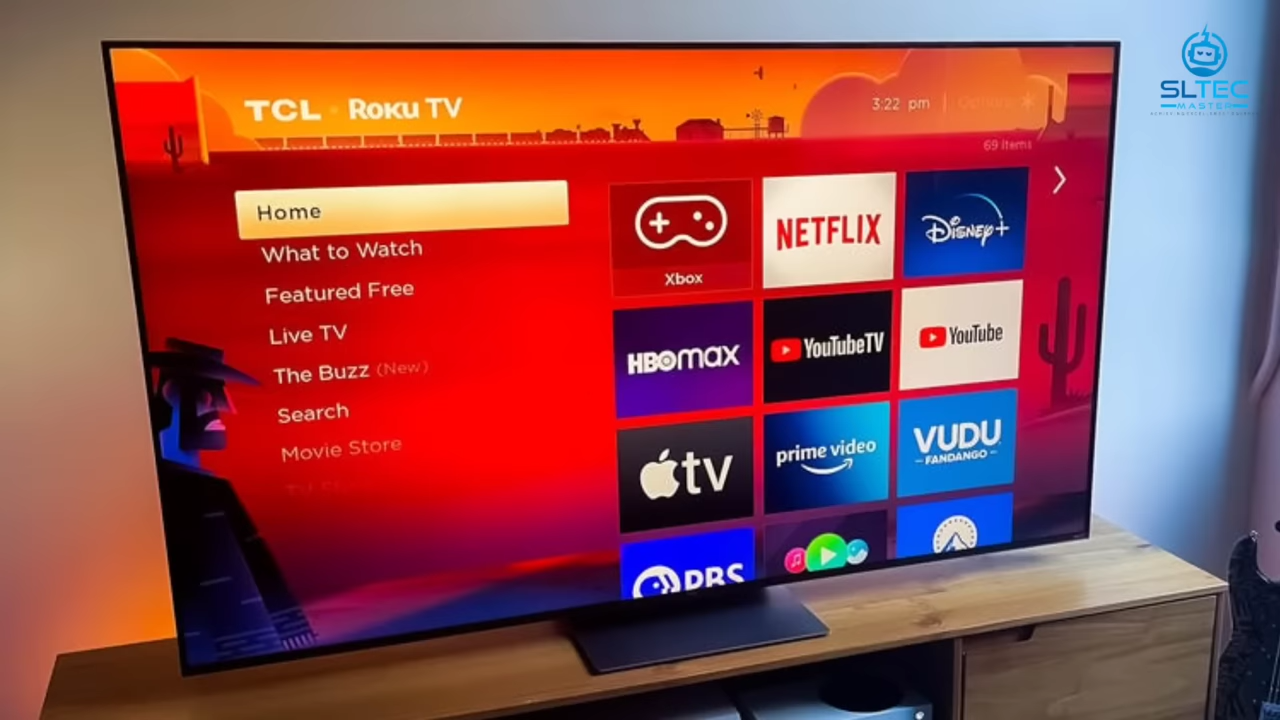 TCL Roku TV
3:22 pm
69 items
Home
What to Watch
Featured Free
Live TV
The Buzz (New)
Search
Movie Store
Xbox
NETFLIX
Disney+
HBOMAX
YouTubeTV
YouTube
tv
prime video
VUDU
FANDANGO
PBS
SLTEC
MASTER